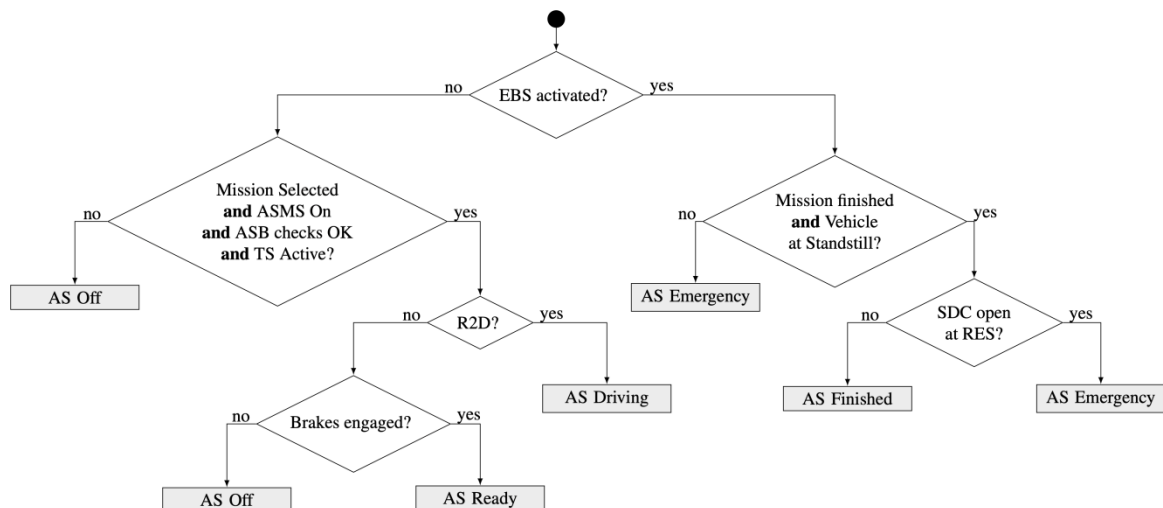 EBS activated?
no
yes
Mission Selected
and ASMS On
and ASB checks OK
and TS Active?
no
yes
Mission finished
and Vehicle
at Standstill?
no
yes
AS Off
AS Emergency
R2D?
no
yes
SDC open
at RES?
no
yes
AS Driving
AS Finished
AS Emergency
Brakes engaged?
no
yes
AS Off
AS Ready